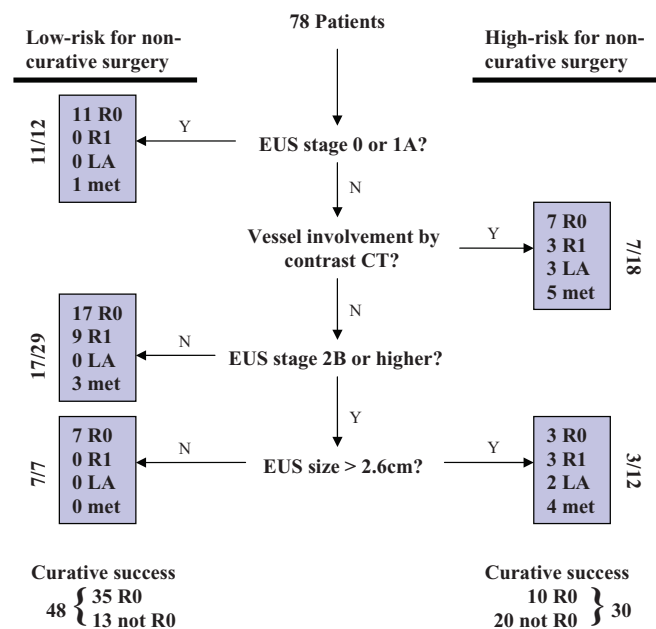 78 Patients
Low-risk for non-
curative surgery
High-risk for non-
curative surgery
11/12
11 R0
0 R1
0 LA
1 met
Y
EUS stage 0 or 1A?
N
Vessel involvement by
contrast CT?
Y
7 R0
3 R1
3 LA
5 met
7/18
N
17/29
17 R0
9 R1
0 LA
3 met
N
EUS stage 2B or higher?
Y
7/7
7 R0
0 R1
0 LA
0 met
N
EUS size > 2.6cm?
Y
3 R0
3 R1
2 LA
4 met
3/12
Curative success
48 { 35 R0
13 not R0
Curative success
10 R0
20 not R0 } 30